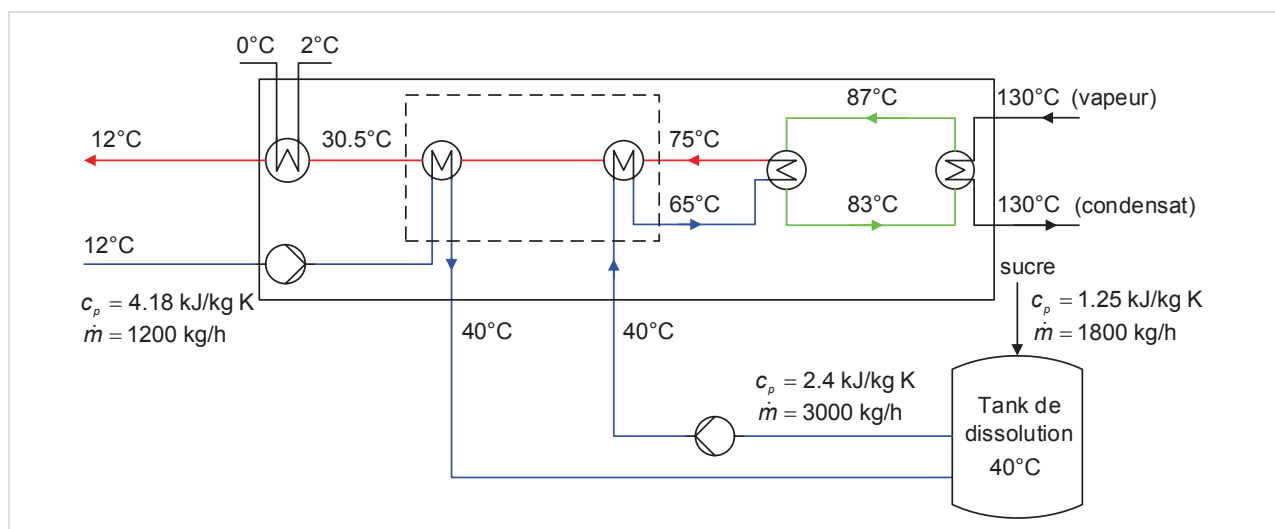 0°C 2°C
87°C 130°C (vapeur)
12°C 30.5°C 75°C
65°C 83°C 130°C (condensat)
12°C
sucre
c_p = 4.18 kJ/kg K
ṁ = 1200 kg/h
c_p = 1.25 kJ/kg K
ṁ = 1800 kg/h
40°C 40°C
c_p = 2.4 kJ/kg K
ṁ = 3000 kg/h
Tank de
dissolution
40°C